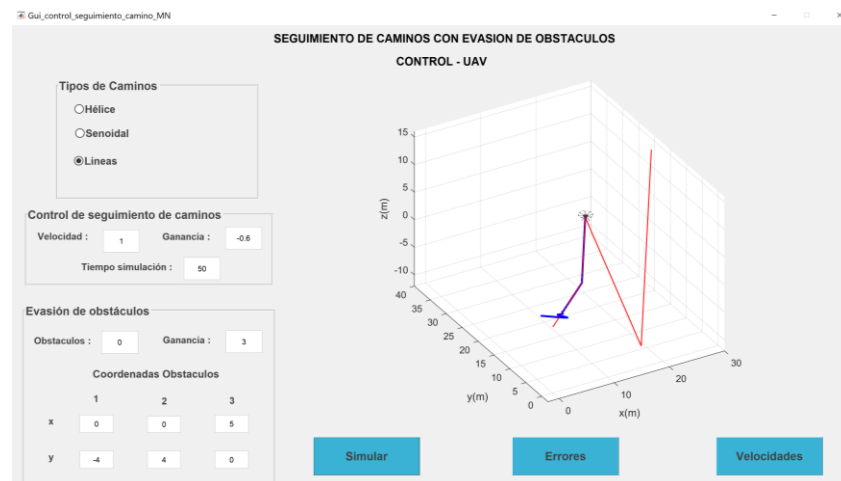 Gui_control_seguimiento_camino_MN
SEGUIMIENTO DE CAMINOS CON EVASION DE OBSTACULOS
CONTROL - UAV
Tipos de Caminos
Hélice
Senoidal
Líneas
Control de seguimiento de caminos
Velocidad : 1 Ganancia : -0.6
Tiempo simulación : 50
Evasión de obstáculos
Obstaculos : 0 Ganancia : 3
Coordenadas Obstaculos
1 2 3
x 0 0 5
y -4 4 0
z(m)
15
10
5
0
-5
-10
40
35
30
25
20
15
10
5
0
y(m)
0
10
20
30
x(m)
Simular Errores Velocidades